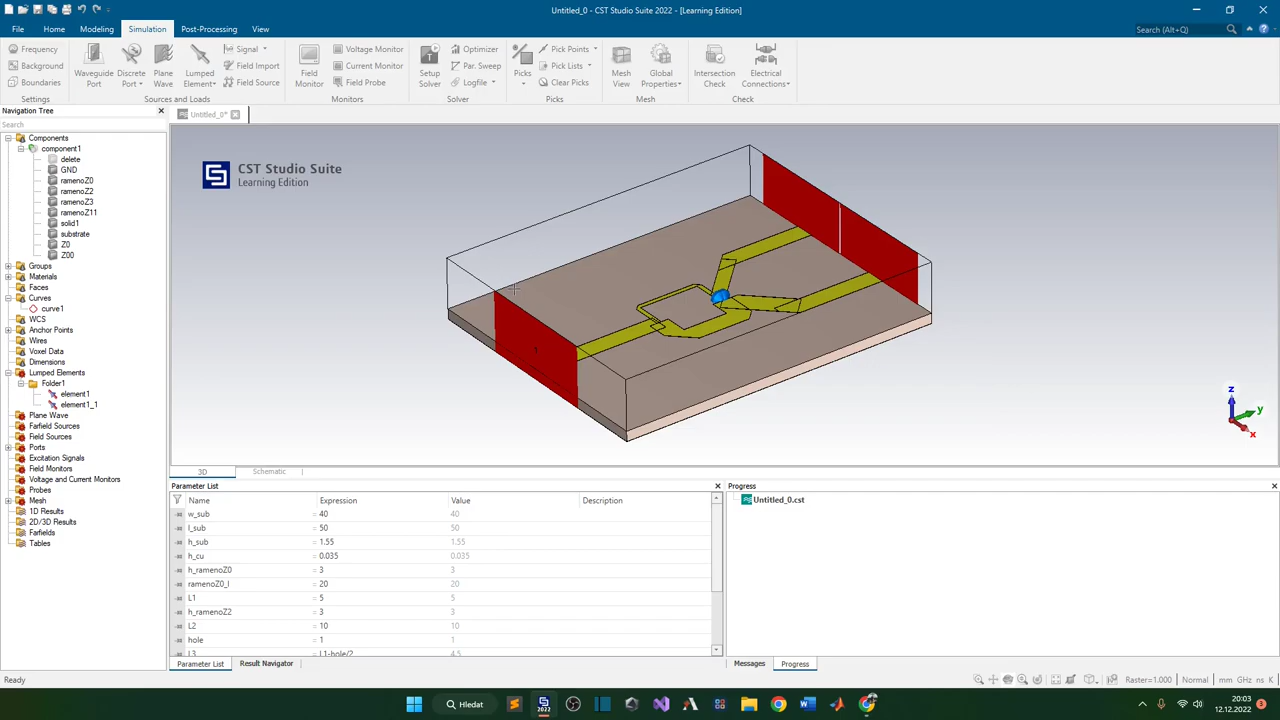 Untitled_0 - CST Studio Suite 2022 - [Learning Edition]
File Home Modeling Simulation Post-Processing View Search (Alt+Q)
Frequency Background Boundaries Settings
Waveguide Port Discrete Port Plane Wave Lumped Element Signal Field Import Field Source Sources and Loads
Field Monitor Voltage Monitor Current Monitor Field Probe Monitors
Setup Solver Optimizer Par. Sweep Logfile Solver
Picks Pick Points Pick Lists Clear Picks Picks
Mesh View Global Properties Mesh
Intersection Check Electrical Connections Check
Navigation Tree
Search
Components
component1
delete
GND
ramenoZ0
ramenoZ2
ramenoZ3
ramenoZ11
solid1
substrate
Z0
Z00
Groups
Materials
Faces
Curves
curve1
WCS
Anchor Points
Wires
Voxel Data
Dimensions
Lumped Elements
Folder1
element1
element1_1
Plane Wave
Farfield Sources
Field Sources
Ports
Excitation Signals
Field Monitors
Voltage and Current Monitors
Probes
Mesh
1D Results
2D/3D Results
Farfields
Tables
Untitled_0*
CST Studio Suite
Learning Edition
1
z
y
x
3D Schematic
Parameter List
Name Expression Value Description
w_sub = 40 40
l_sub = 50 50
h_sub = 1.55 1.55
h_cu = 0.035 0.035
h_ramenoZ0 = 3 3
ramenoZ0_l = 20 20
L1 = 5 5
h_ramenoZ2 = 3 3
L2 = 10 10
hole = 1 1
L3 = L1-hole/2 4.5
Parameter List Result Navigator
Progress
Untitled_0.cst
Messages Progress
Ready Raster=1.000 Normal mm GHz ns K
2022
Hledat
20:03
12.12.2022